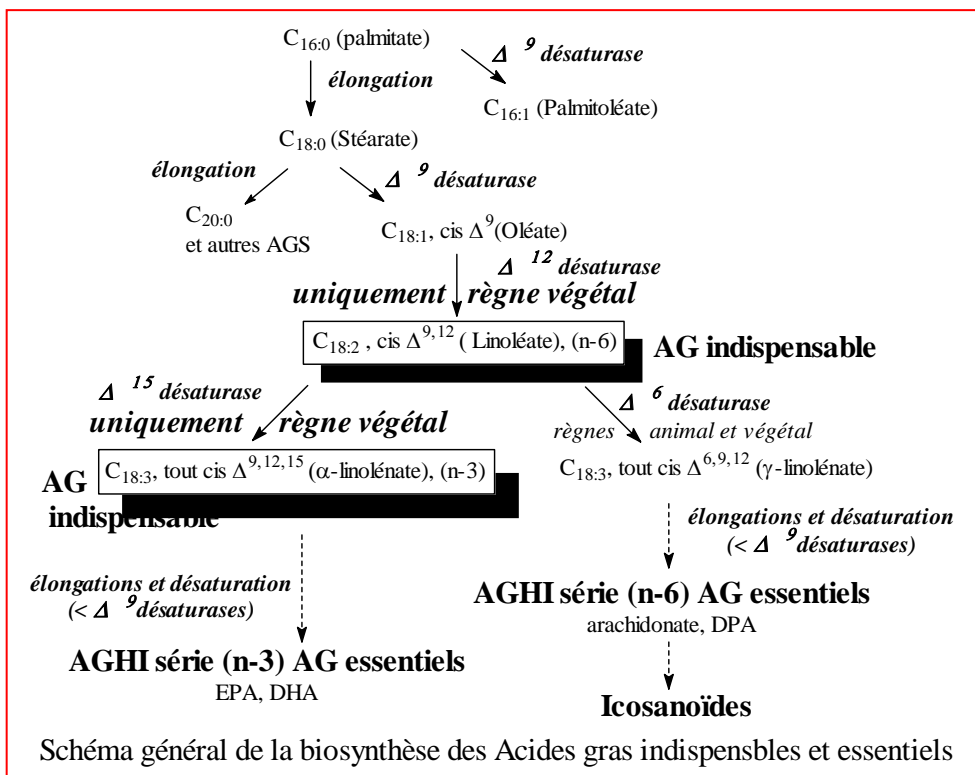 C16:0 (palmitate)
Δ 9 désaturase
élongation
C16:1 (Palmitoléate)
C18:0 (Stéarate)
élongation
Δ 9 désaturase
C20:0
et autres AGS
C18:1, cis Δ9(Oléate)
Δ 12 désaturase
uniquement règne végétal
C18:2 , cis Δ9,12 ( Linoléate), (n-6)
AG indispensable
Δ 15 désaturase
uniquement règne végétal
Δ 6 désaturase
règnes animal et végétal
C18:3, tout cis Δ9,12,15 (α-linolénate), (n-3)
AG
indispensable
C18:3, tout cis Δ6,9,12 (γ-linolénate)
élongations et désaturation
(< Δ 9désaturases)
élongations et désaturation
(< Δ 9désaturases)
AGHI série (n-6) AG essentiels
arachidonate, DPA
AGHI série (n-3) AG essentiels
EPA, DHA
Icosanoïdes
Schéma général de la biosynthèse des Acides gras indispensbles et essentiels